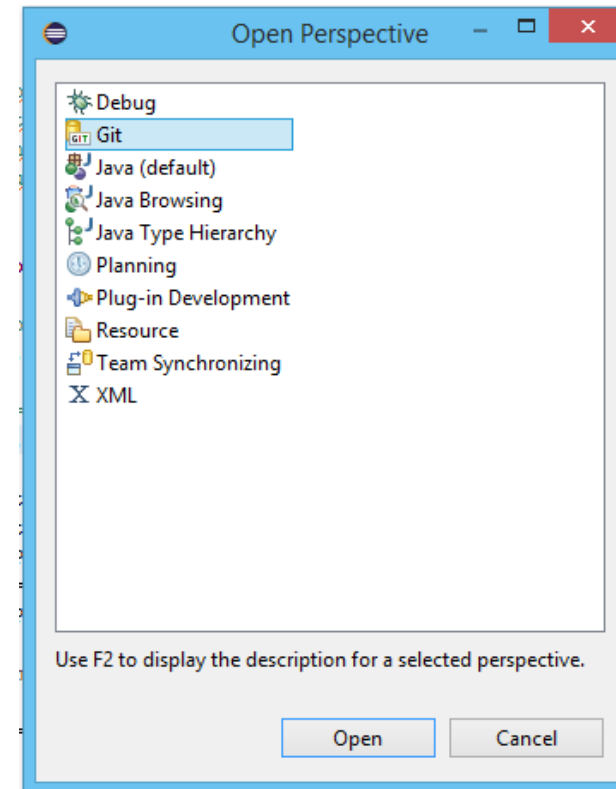 Open Perspective
Debug
GIT Git
Java (default)
Java Browsing
Java Type Hierarchy
Planning
Plug-in Development
Resource
Team Synchronizing
X XML
Use F2 to display the description for a selected perspective.
Open Cancel